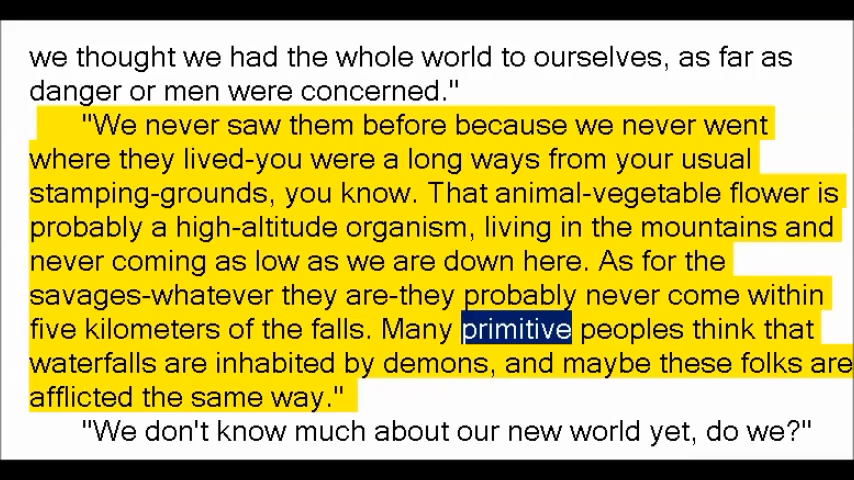 we thought we had the whole world to ourselves, as far as
danger or men were concerned."
"We never saw them before because we never went
where they lived-you were a long ways from your usual
stamping-grounds, you know. That animal-vegetable flower is
probably a high-altitude organism, living in the mountains and
never coming as low as we are down here. As for the
savages-whatever they are-they probably never come within
five kilometers of the falls. Many primitive peoples think that
waterfalls are inhabited by demons, and maybe these folks are
afflicted the same way."
"We don't know much about our new world yet, do we?"